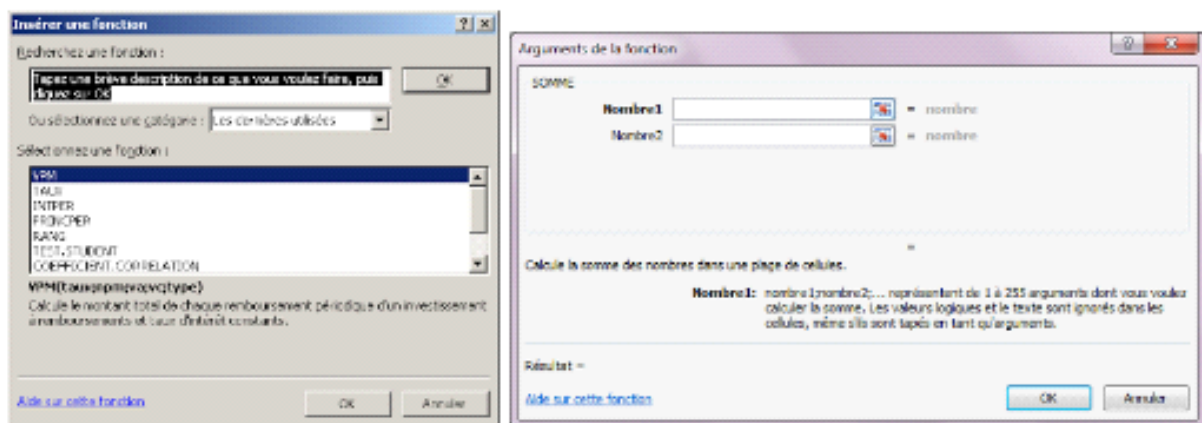 Insérer une fonction
Recherchez une fonction :
Tapez une brève description de ce que vous voulez faire, puis
cliquez sur OK
OK
Ou sélectionnez une catégorie : Les dernières utilisées
Sélectionnez une fonction :
VPM
TAUX
INTPER
PRINCPER
RANG
TEST.STUDENT
COEFFICIENT.CORRELATION
VPM(taux;npm;va;vc;type)
Calcule le montant total de chaque remboursement périodique d'un investissement
à remboursements et taux d'intérêt constants.
Aide sur cette fonction
OK
Annuler
Arguments de la fonction
SOMME
Nombre1 = nombre
Nombre2 = nombre
=
Calcule la somme des nombres dans une plage de cellules.
Nombre1: nombre1;nombre2;... représentent de 1 à 255 arguments dont vous voulez
calculer la somme. Les valeurs logiques et le texte sont ignorés dans les
cellules, même s'ils sont tapés en tant qu'arguments.
Résultat =
Aide sur cette fonction
OK
Annuler